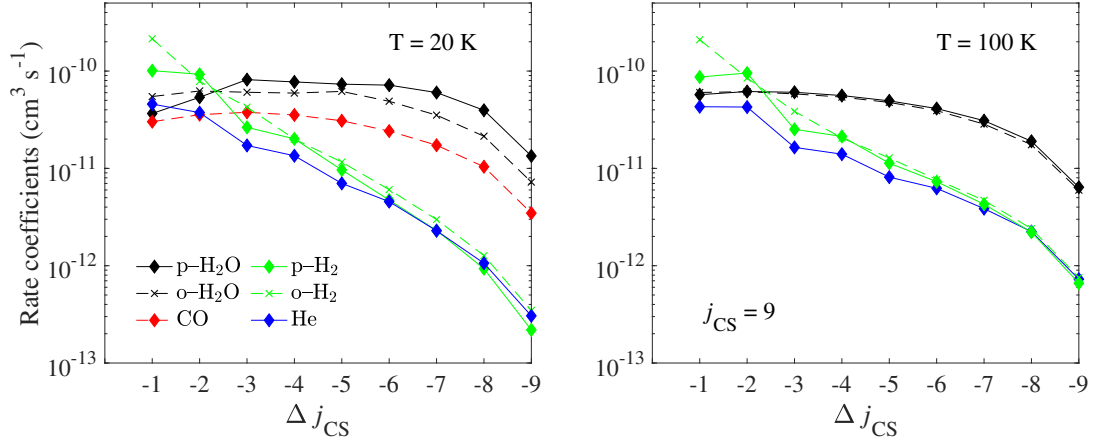 T = 20 K
Rate coefficients (cm³ s⁻¹)
10⁻¹⁰
10⁻¹¹
10⁻¹²
10⁻¹³
p–H₂O
p–H₂
o–H₂O
o–H₂
CO
He
-1 -2 -3 -4 -5 -6 -7 -8 -9
Δ j_CS
T = 100 K
10⁻¹⁰
10⁻¹¹
10⁻¹²
10⁻¹³
j_CS = 9
-1 -2 -3 -4 -5 -6 -7 -8 -9
Δ j_CS